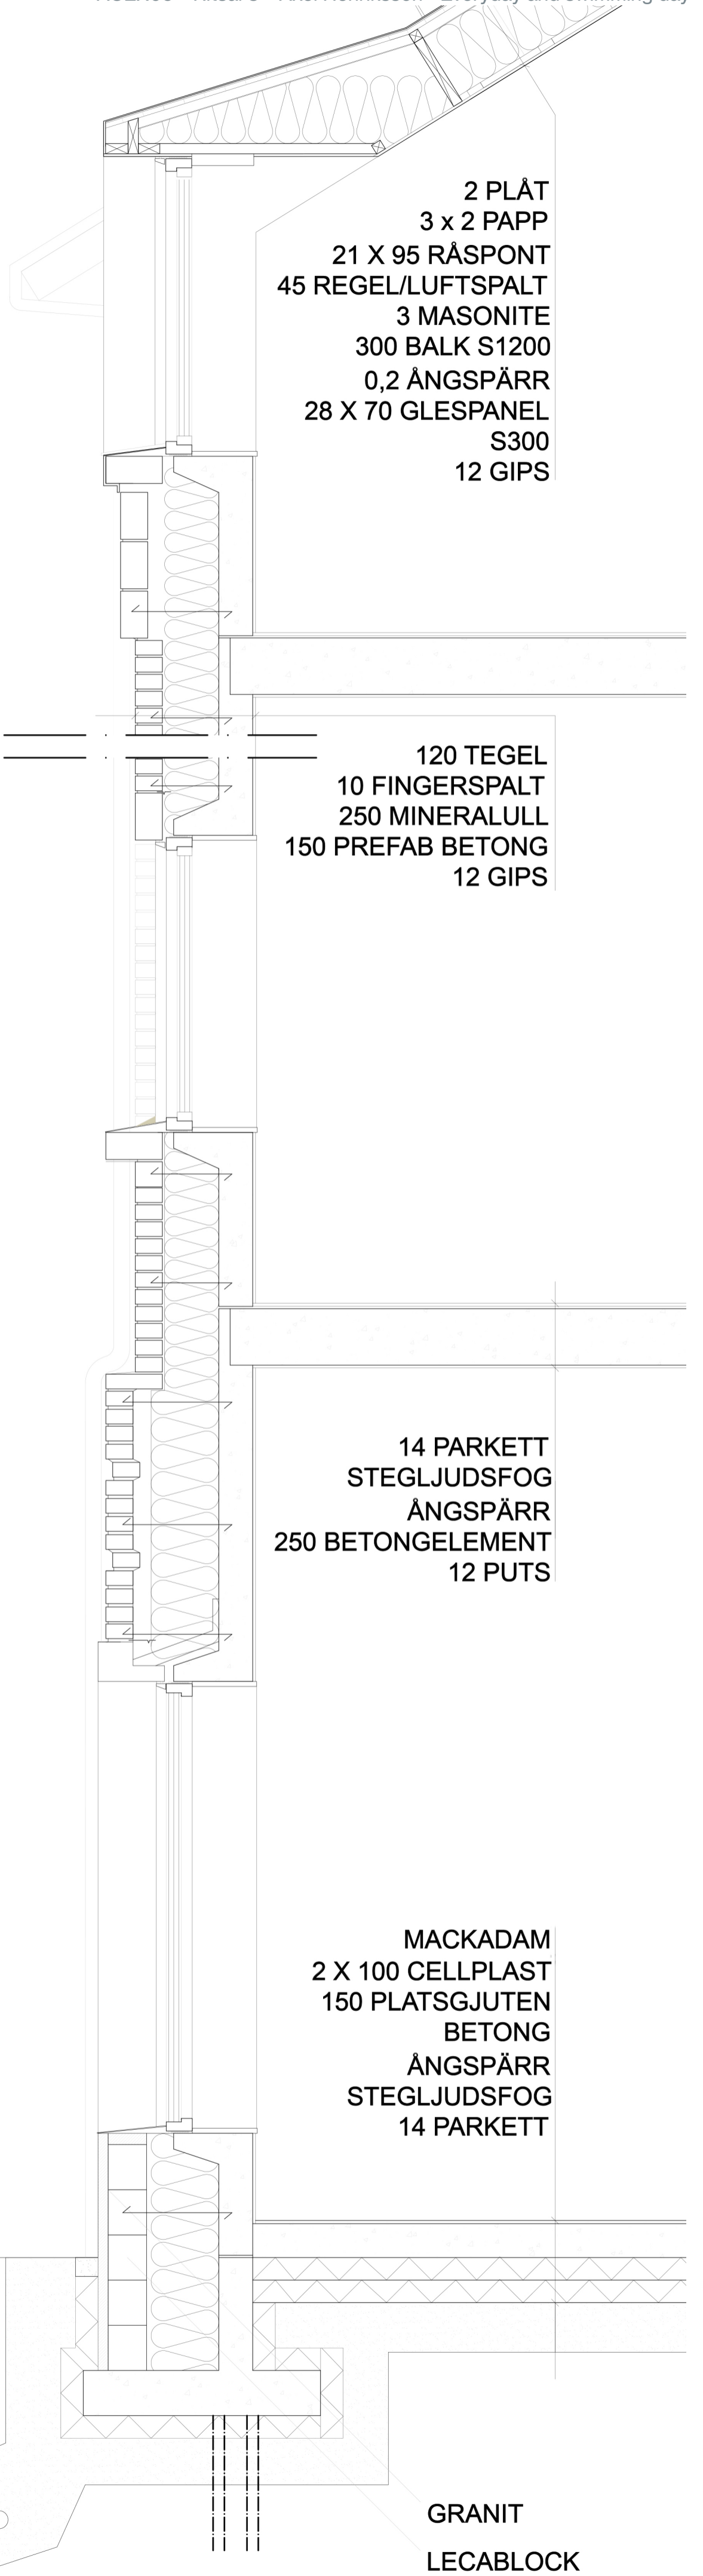 2 PLÅT
3 x 2 PAPP
21 X 95 RÅSPONT
45 REGEL/LUFTSPALT
3 MASONITE
300 BALK S1200
0,2 ÅNGSPÄRR
28 X 70 GLESPANEL
S300
12 GIPS
120 TEGEL
10 FINGERSPALT
250 MINERALULL
150 PREFAB BETONG
12 GIPS
14 PARKETT
STEGLJUDSFOG
ÅNGSPÄRR
250 BETONGELEMENT
12 PUTS
MACKADAM
2 X 100 CELLPLAST
150 PLATSGJUTEN
BETONG
ÅNGSPÄRR
STEGLJUDSFOG
14 PARKETT
GRANIT
LECABLOCK